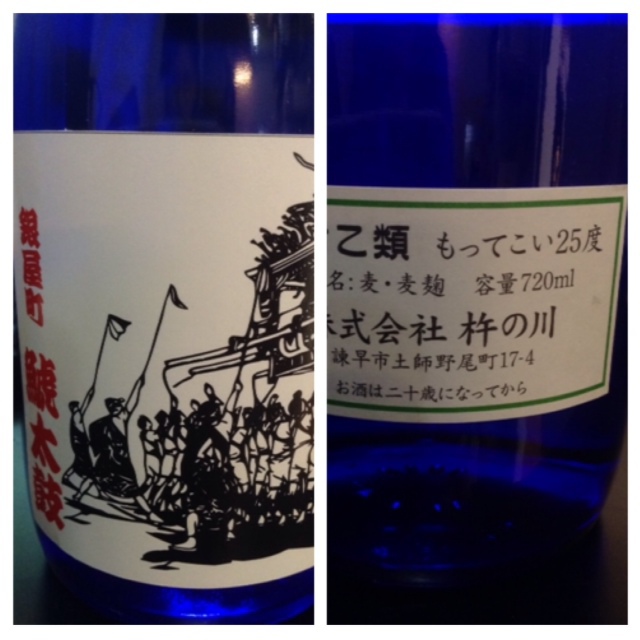 銀屋町
鯱太鼓
乙類 もってこい25度
名:麦・麦麹 容量720ml
式会社 杵の川
諫早市土師野尾町17-4
お酒は二十歳になってから